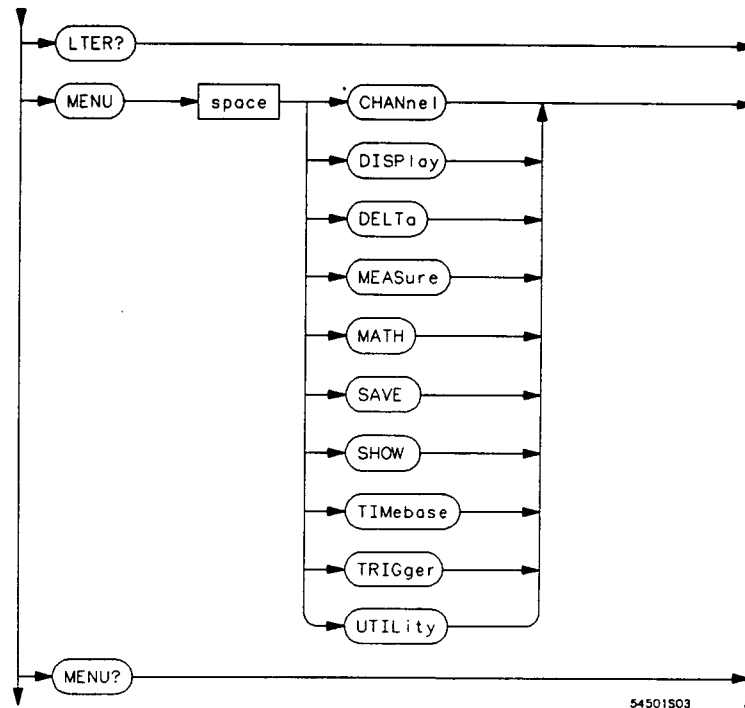 LTER?
MENU space CHANnel
DISPlay
DELTa
MEASure
MATH
SAVE
SHOW
TIMebase
TRIGger
UTILity
MENU?
54501S03